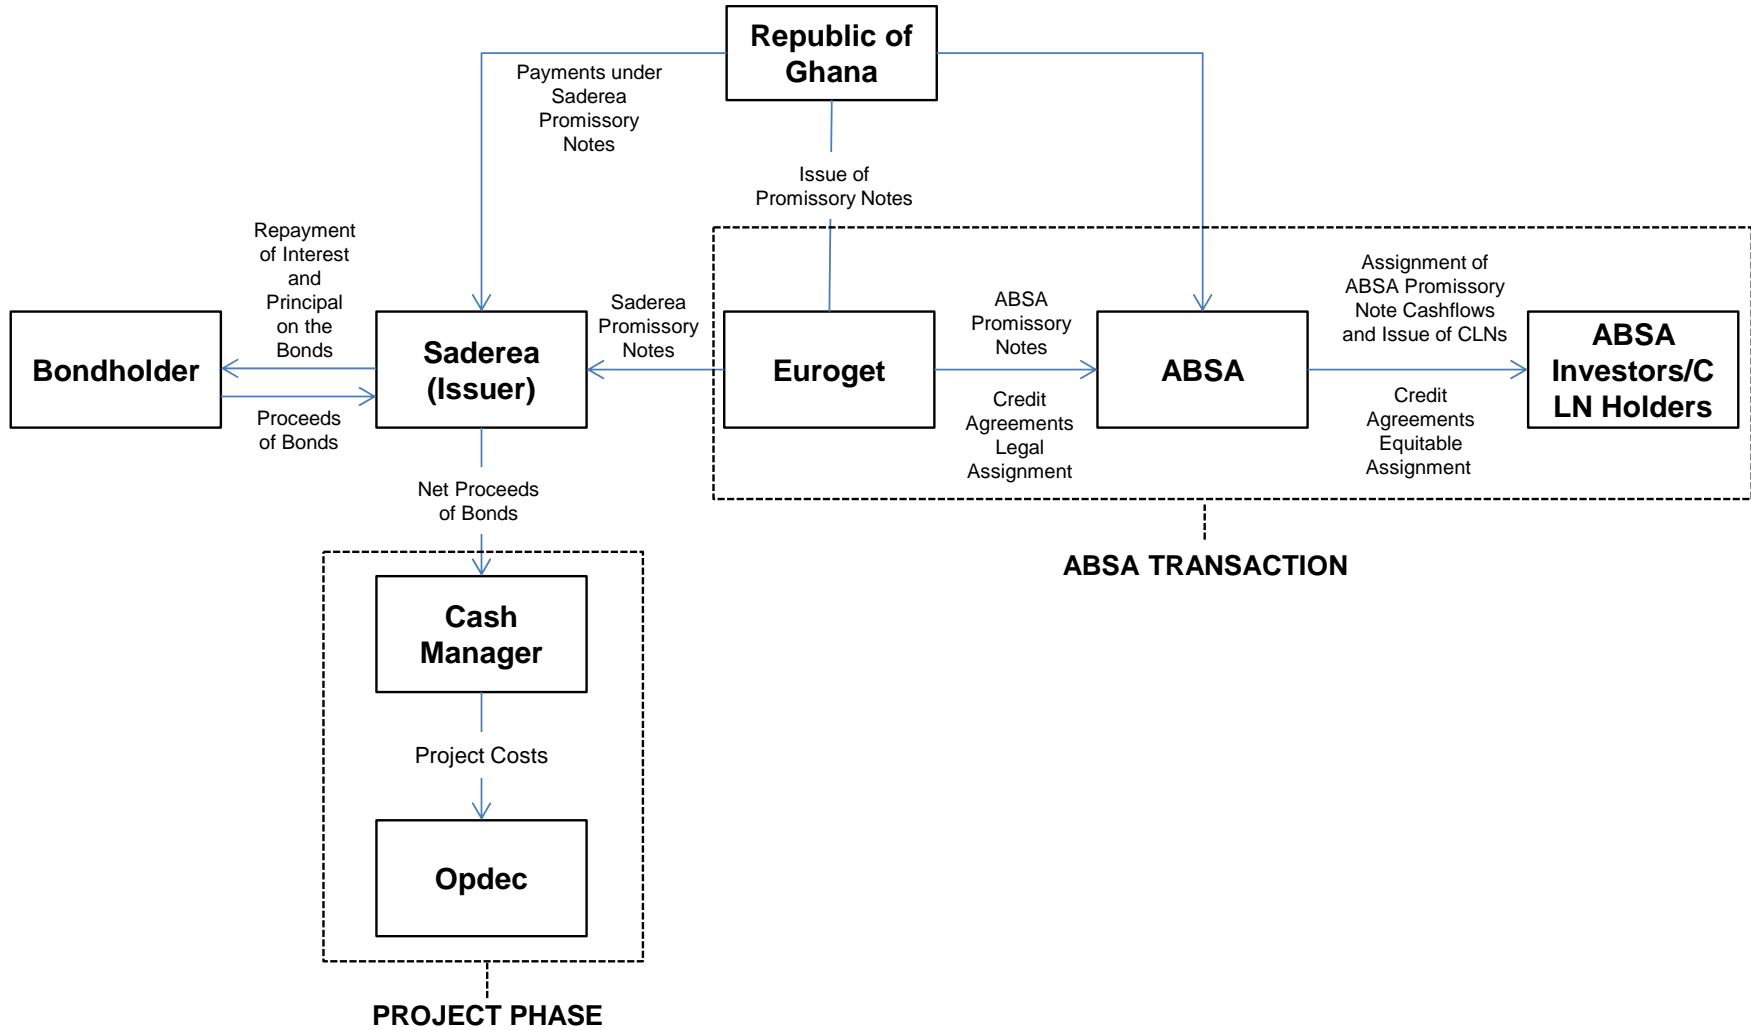 Republic of
Ghana
Payments under
Saderea
Promissory
Notes
Issue of
Promissory Notes
Repayment
of Interest
and
Principal
on the
Bonds
Saderea
Promissory
Notes
ABSA
Promissory
Notes
Assignment of
ABSA Promissory
Note Cashflows
and Issue of CLNs
Bondholder
Saderea
(Issuer)
Euroget
ABSA
ABSA
Investors/C
LN Holders
Proceeds
of Bonds
Credit
Agreements
Legal
Assignment
Credit
Agreements
Equitable
Assignment
Net Proceeds
of Bonds
ABSA TRANSACTION
Cash
Manager
Project Costs
Opdec
PROJECT PHASE